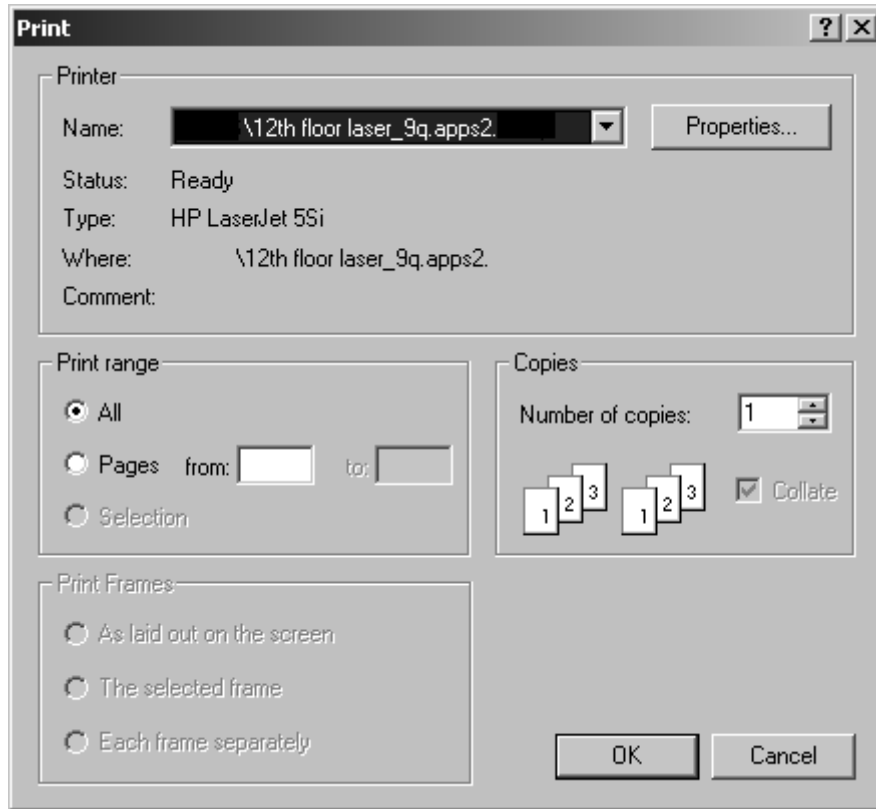 Print
Printer
Name: \12th floor laser_9q.apps2. Properties...
Status: Ready
Type: HP LaserJet 5Si
Where: \12th floor laser_9q.apps2.
Comment:
Print range
All
Pages from: to:
Selection
Copies
Number of copies: 1
1 2 3 1 2 3 Collate
Print Frames
As laid out on the screen
The selected frame
Each frame separately
OK Cancel